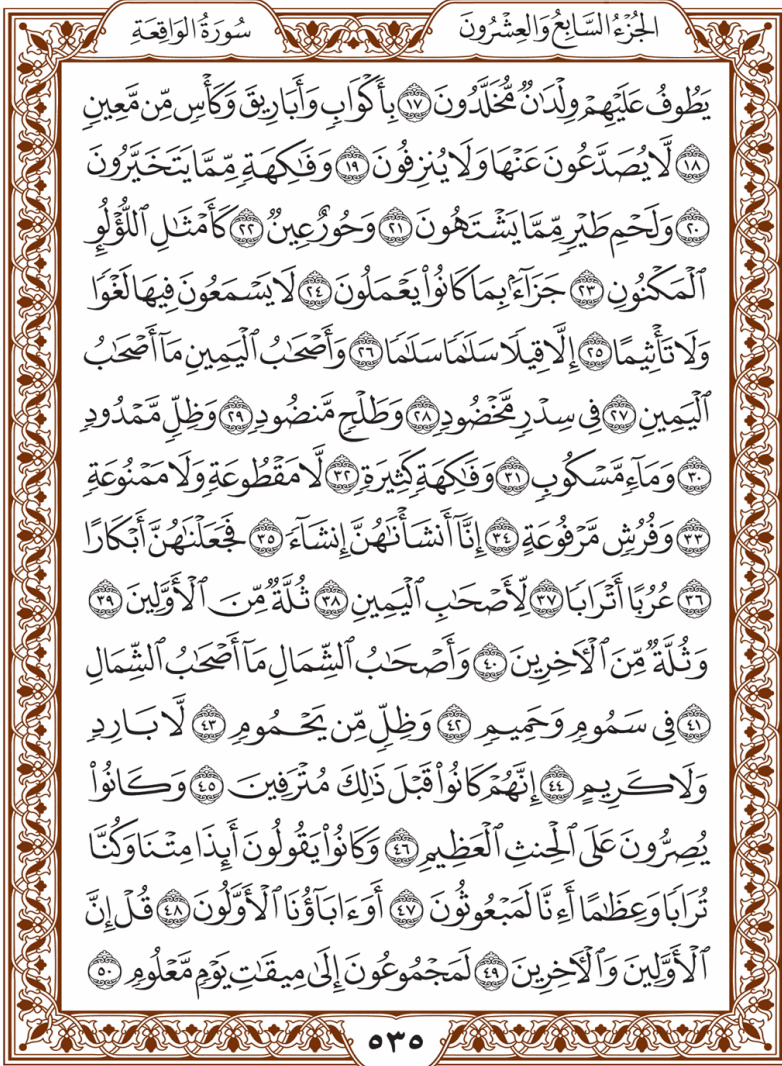 الجُزْءُ السَّابِعُ وَالعِشْرُونَ
سُورَةُ الوَاقِعَةِ
يَطُوفُ عَلَيْهِمْ وِلْدَٰنٌ مُّخَلَّدُونَ ١٧ بِأَكْوَابٍ وَأَبَارِيقَ وَكَأْسٍ مِّن مَّعِينٍ
١٨ لَّا يُصَدَّعُونَ عَنْهَا وَلَا يُنزِفُونَ ١٩ وَفَٰكِهَةٍ مِّمَّا يَتَخَيَّرُونَ
٢٠ وَلَحْمِ طَيْرٍ مِّمَّا يَشْتَهُونَ ٢١ وَحُورٌ عِينٌ ٢٢ كَأَمْثَٰلِ ٱللُّؤْلُؤِ
ٱلْمَكْنُونِ ٢٣ جَزَآءًۢ بِمَا كَانُوا۟ يَعْمَلُونَ ٢٤ لَا يَسْمَعُونَ فِيهَا لَغْوًا
وَلَا تَأْثِيمًا ٢٥ إِلَّا قِيلًا سَلَٰمًا سَلَٰمًا ٢٦ وَأَصْحَٰبُ ٱلْيَمِينِ مَآ أَصْحَٰبُ
ٱلْيَمِينِ ٢٧ فِى سِدْرٍ مَّخْضُودٍ ٢٨ وَطَلْحٍ مَّنضُودٍ ٢٩ وَظِلٍّ مَّمْدُودٍ
٣٠ وَمَآءٍ مَّسْكُوبٍ ٣١ وَفَٰكِهَةٍ كَثِيرَةٍ ٣٢ لَّا مَقْطُوعَةٍ وَلَا مَمْنُوعَةٍ
٣٣ وَفُرُشٍ مَّرْفُوعَةٍ ٣٤ إِنَّآ أَنشَأْنَٰهُنَّ إِنشَآءً ٣٥ فَجَعَلْنَٰهُنَّ أَبْكَارًا
٣٦ عُرُبًا أَتْرَابًا ٣٧ لِّأَصْحَٰبِ ٱلْيَمِينِ ٣٨ ثُلَّةٌ مِّنَ ٱلْأَوَّلِينَ ٣٩
وَثُلَّةٌ مِّنَ ٱلْءَاخِرِينَ ٤٠ وَأَصْحَٰبُ ٱلشِّمَالِ مَآ أَصْحَٰبُ ٱلشِّمَالِ
٤١ فِى سَمُومٍ وَحَمِيمٍ ٤٢ وَظِلٍّ مِّن يَحْمُومٍ ٤٣ لَّا بَارِدٍ
وَلَا كَرِيمٍ ٤٤ إِنَّهُمْ كَانُوا۟ قَبْلَ ذَٰلِكَ مُتْرَفِينَ ٤٥ وَكَانُوا۟
يُصِرُّونَ عَلَى ٱلْحِنثِ ٱلْعَظِيمِ ٤٦ وَكَانُوا۟ يَقُولُونَ أَئِذَا مِتْنَا وَكُنَّا
تُرَابًا وَعِظَٰمًا أَءِنَّا لَمَبْعُوثُونَ ٤٧ أَوَءَابَآؤُنَا ٱلْأَوَّلُونَ ٤٨ قُلْ إِنَّ
ٱلْأَوَّلِينَ وَٱلْءَاخِرِينَ ٤٩ لَمَجْمُوعُونَ إِلَىٰ مِيقَٰتِ يَوْمٍ مَّعْلُومٍ ٥٠
٥٣٥